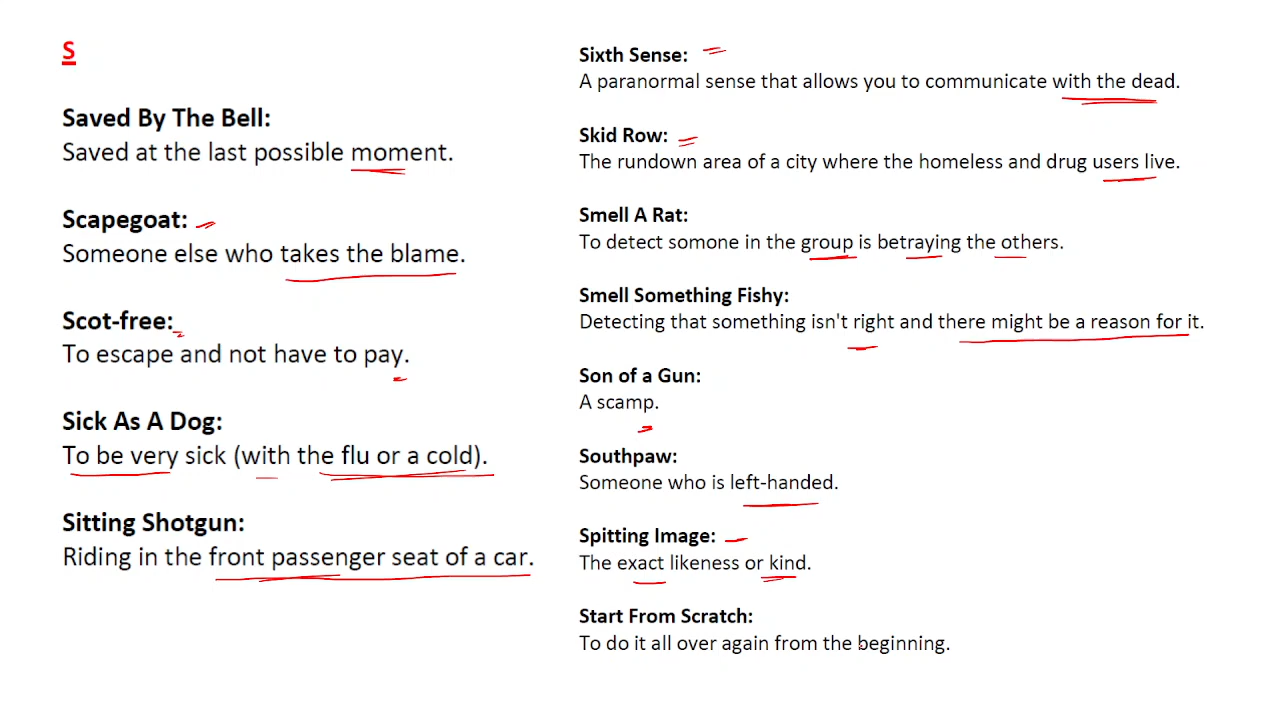 S
Saved By The Bell:
Saved at the last possible moment.
Scapegoat:
Someone else who takes the blame.
Scot-free:
To escape and not have to pay.
Sick As A Dog:
To be very sick (with the flu or a cold).
Sitting Shotgun:
Riding in the front passenger seat of a car.
Sixth Sense:
A paranormal sense that allows you to communicate with the dead.
Skid Row:
The rundown area of a city where the homeless and drug users live.
Smell A Rat:
To detect somone in the group is betraying the others.
Smell Something Fishy:
Detecting that something isn't right and there might be a reason for it.
Son of a Gun:
A scamp.
Southpaw:
Someone who is left-handed.
Spitting Image:
The exact likeness or kind.
Start From Scratch:
To do it all over again from the beginning.